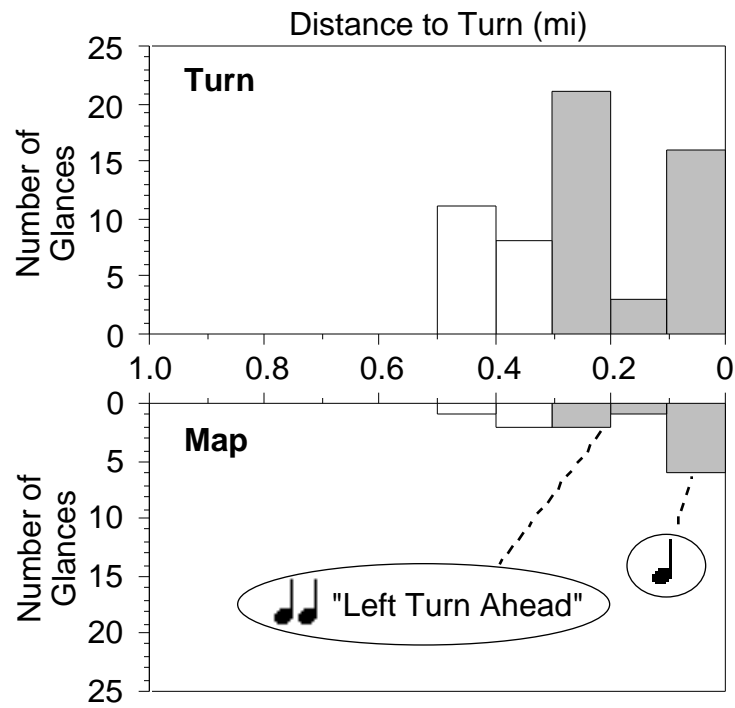 Distance to Turn (mi)
25
Turn
20
15
10
5
0
Number of
Glances
1.0 0.8 0.6 0.4 0.2 0
0
Map
5
10
15
20
25
Number of
Glances
"Left Turn Ahead"